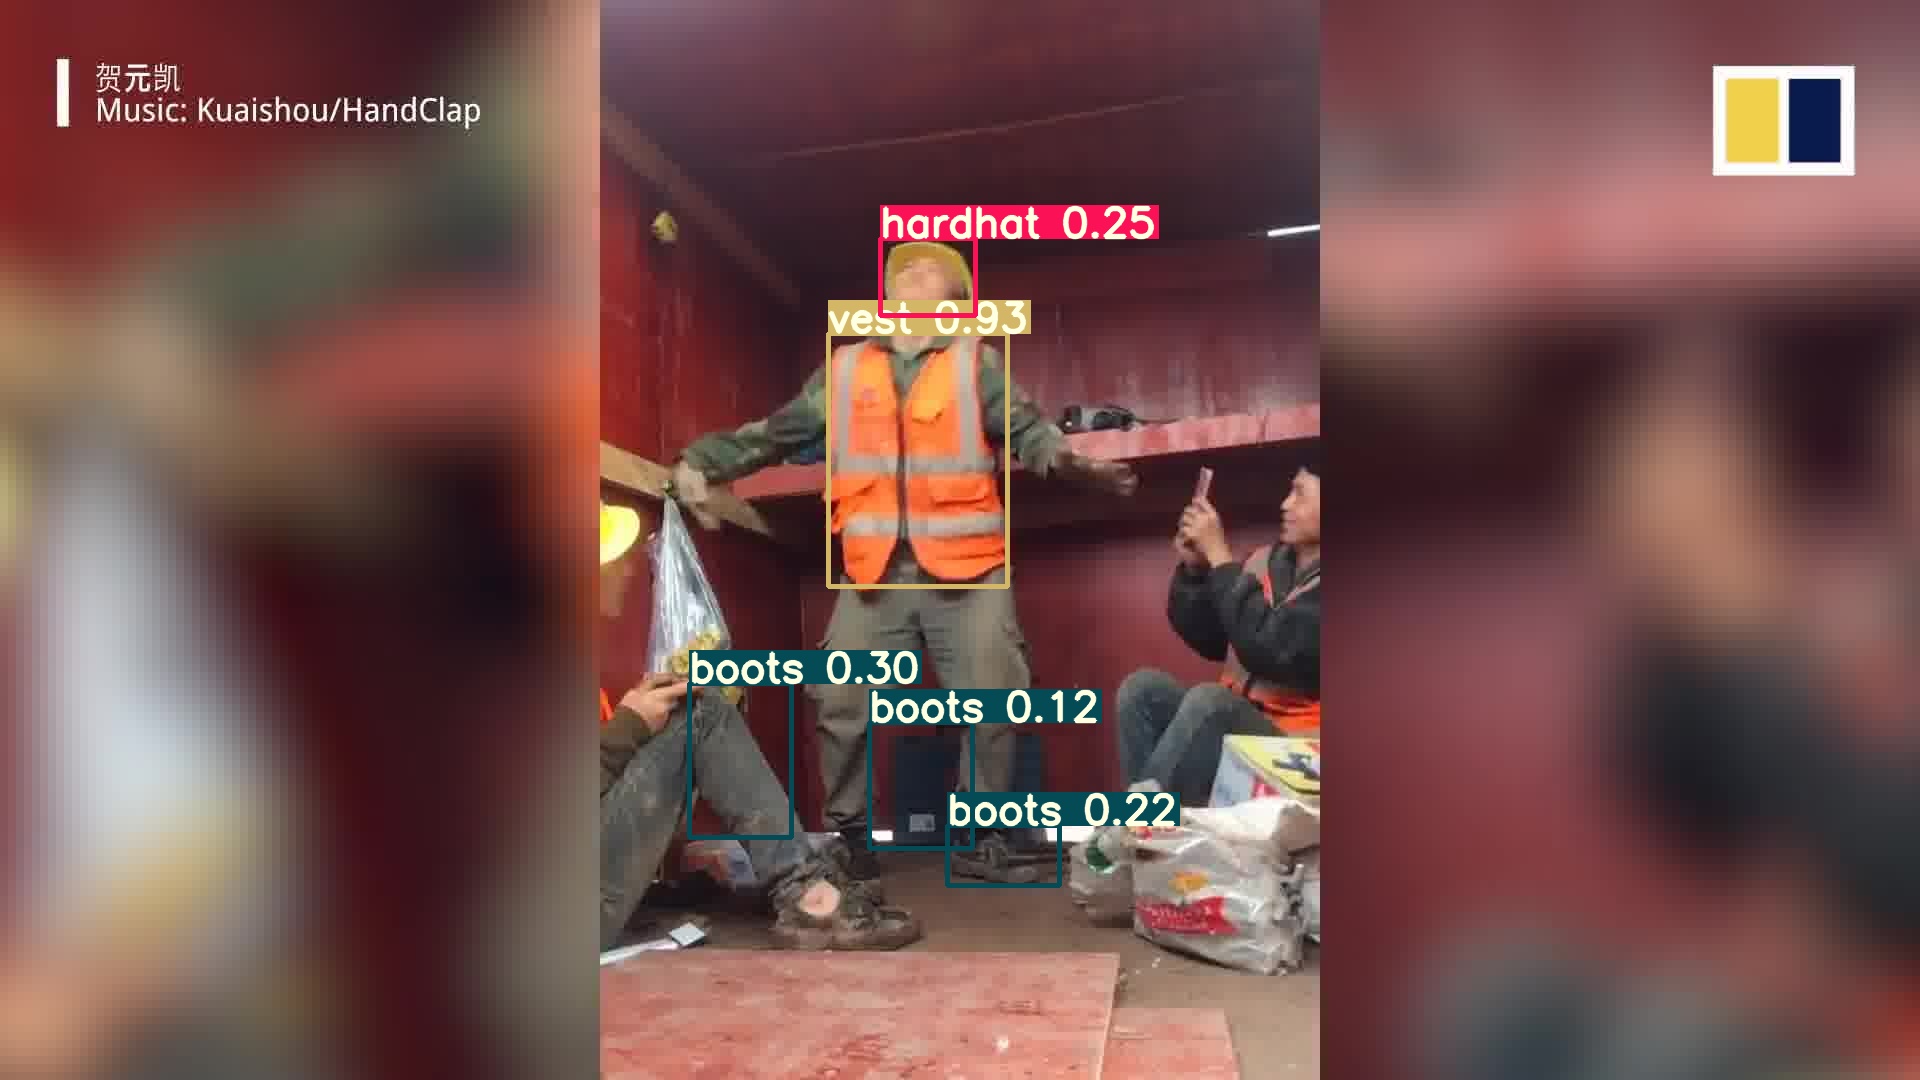 贺元凯
Music: Kuaishou/HandClap
hardhat 0.25
vest 0.93
boots 0.30
boots 0.12
boots 0.22